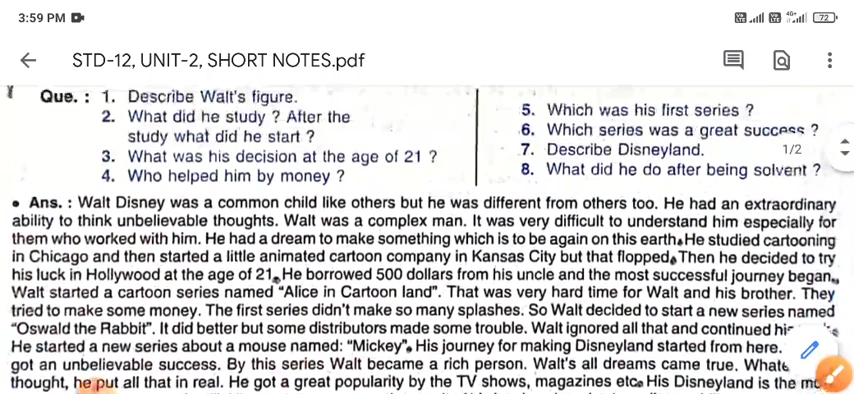 3:59 PM
4G+
72
STD-12, UNIT-2, SHORT NOTES.pdf
Que. : 1. Describe Walt's figure.
2. What did he study ? After the
study what did he start ?
3. What was his decision at the age of 21 ?
4. Who helped him by money ?
5. Which was his first series ?
6. Which series was a great success ?
7. Describe Disneyland.
8. What did he do after being solvent ?
1/2
• Ans. : Walt Disney was a common child like others but he was different from others too. He had an extraordinary
ability to think unbelievable thoughts. Walt was a complex man. It was very difficult to understand him especially for
them who worked with him. He had a dream to make something which is to be again on this earth. He studied cartooning
in Chicago and then started a little animated cartoon company in Kansas City but that flopped. Then he decided to try
his luck in Hollywood at the age of 21. He borrowed 500 dollars from his uncle and the most successful journey began.
Walt started a cartoon series named “Alice in Cartoon land”. That was very hard time for Walt and his brother. They
tried to make some money. The first series didn't make so many splashes. So Walt decided to start a new series named
“Oswald the Rabbit”. It did better but some distributors made some trouble. Walt ignored all that and continued
He started a new series about a mouse named: “Mickey”. His journey for making Disneyland started from here.
got an unbelievable success. By this series Walt became a rich person. Walt's all dreams came true.
thought, he put all that in real. He got a great popularity by the TV shows, magazines etc. His Disneyland is the